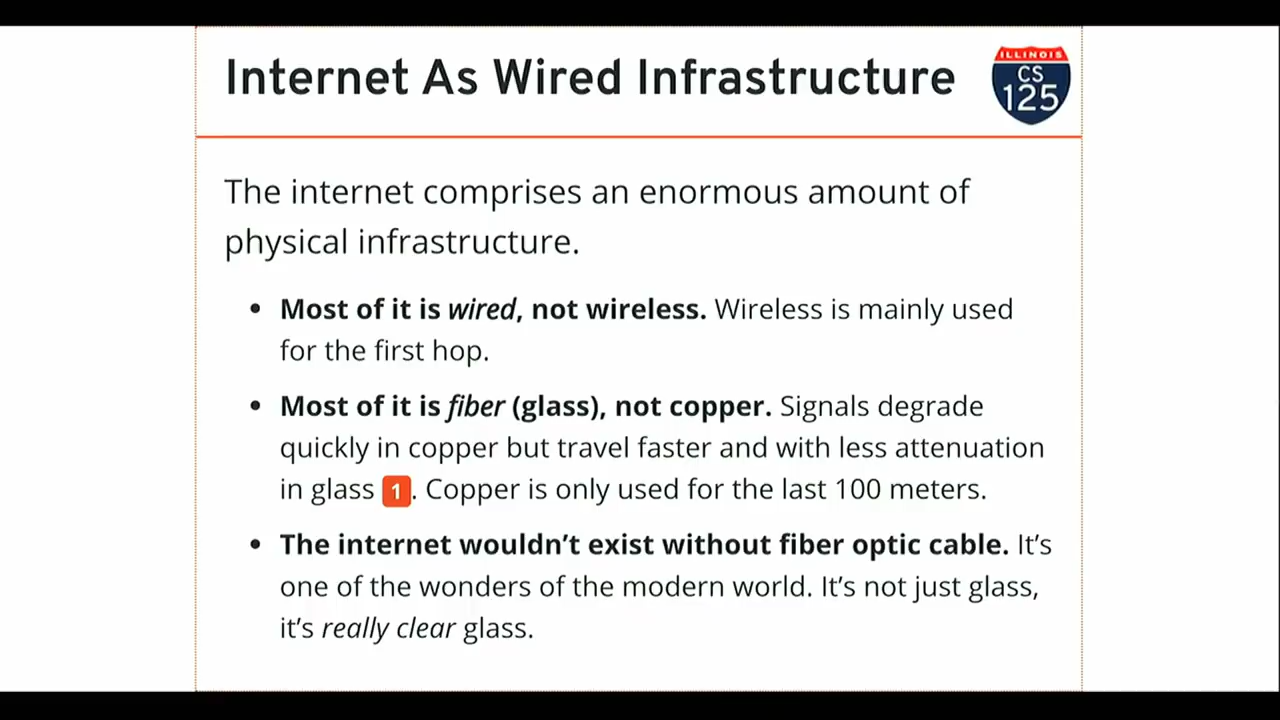 Internet As Wired Infrastructure
ILLINOIS
CS
125
The internet comprises an enormous amount of
physical infrastructure.
• Most of it is wired, not wireless. Wireless is mainly used
for the first hop.
• Most of it is fiber (glass), not copper. Signals degrade
quickly in copper but travel faster and with less attenuation
in glass 1. Copper is only used for the last 100 meters.
• The internet wouldn’t exist without fiber optic cable. It’s
one of the wonders of the modern world. It’s not just glass,
it’s really clear glass.